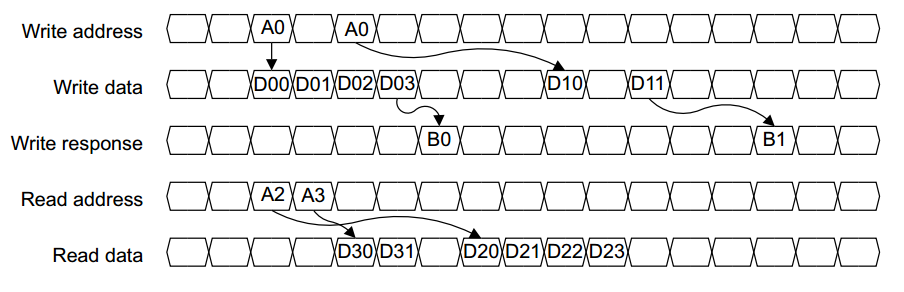 Write address A0 A0
Write data D00 D01 D02 D03 D10 D11
Write response B0 B1
Read address A2 A3
Read data D30 D31 D20 D21 D22 D23